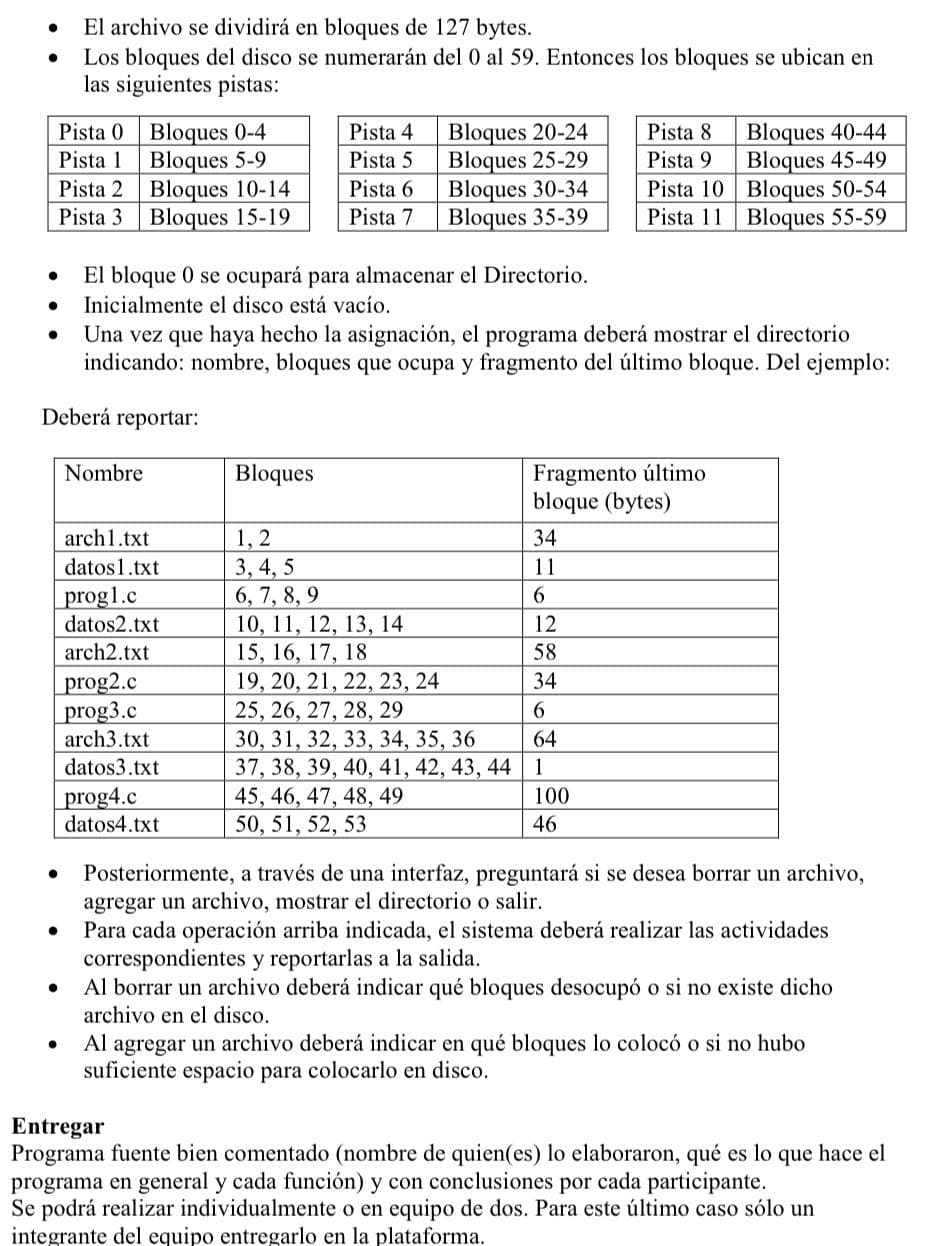 • El archivo se dividirá en bloques de 127 bytes.
• Los bloques del disco se numerarán del 0 al 59. Entonces los bloques se ubican en
las siguientes pistas:
Pista 0 Bloques 0-4
Pista 1 Bloques 5-9
Pista 2 Bloques 10-14
Pista 3 Bloques 15-19
Pista 4 Bloques 20-24
Pista 5 Bloques 25-29
Pista 6 Bloques 30-34
Pista 7 Bloques 35-39
Pista 8 Bloques 40-44
Pista 9 Bloques 45-49
Pista 10 Bloques 50-54
Pista 11 Bloques 55-59
• El bloque 0 se ocupará para almacenar el Directorio.
• Inicialmente el disco está vacío.
• Una vez que haya hecho la asignación, el programa deberá mostrar el directorio
indicando: nombre, bloques que ocupa y fragmento del último bloque. Del ejemplo:
Deberá reportar:
Nombre Bloques Fragmento último
bloque (bytes)
arch1.txt 1, 2 34
datos1.txt 3, 4, 5 11
prog1.c 6, 7, 8, 9 6
datos2.txt 10, 11, 12, 13, 14 12
arch2.txt 15, 16, 17, 18 58
prog2.c 19, 20, 21, 22, 23, 24 34
prog3.c 25, 26, 27, 28, 29 6
arch3.txt 30, 31, 32, 33, 34, 35, 36 64
datos3.txt 37, 38, 39, 40, 41, 42, 43, 44 1
prog4.c 45, 46, 47, 48, 49 100
datos4.txt 50, 51, 52, 53 46
• Posteriormente, a través de una interfaz, preguntará si se desea borrar un archivo,
agregar un archivo, mostrar el directorio o salir.
• Para cada operación arriba indicada, el sistema deberá realizar las actividades
correspondientes y reportarlas a la salida.
• Al borrar un archivo deberá indicar qué bloques desocupó o si no existe dicho
archivo en el disco.
• Al agregar un archivo deberá indicar en qué bloques lo colocó o si no hubo
suficiente espacio para colocarlo en disco.
Entregar
Programa fuente bien comentado (nombre de quien(es) lo elaboraron, qué es lo que hace el
programa en general y cada función) y con conclusiones por cada participante.
Se podrá realizar individualmente o en equipo de dos. Para este último caso sólo un
integrante del equipo entregarlo en la plataforma.